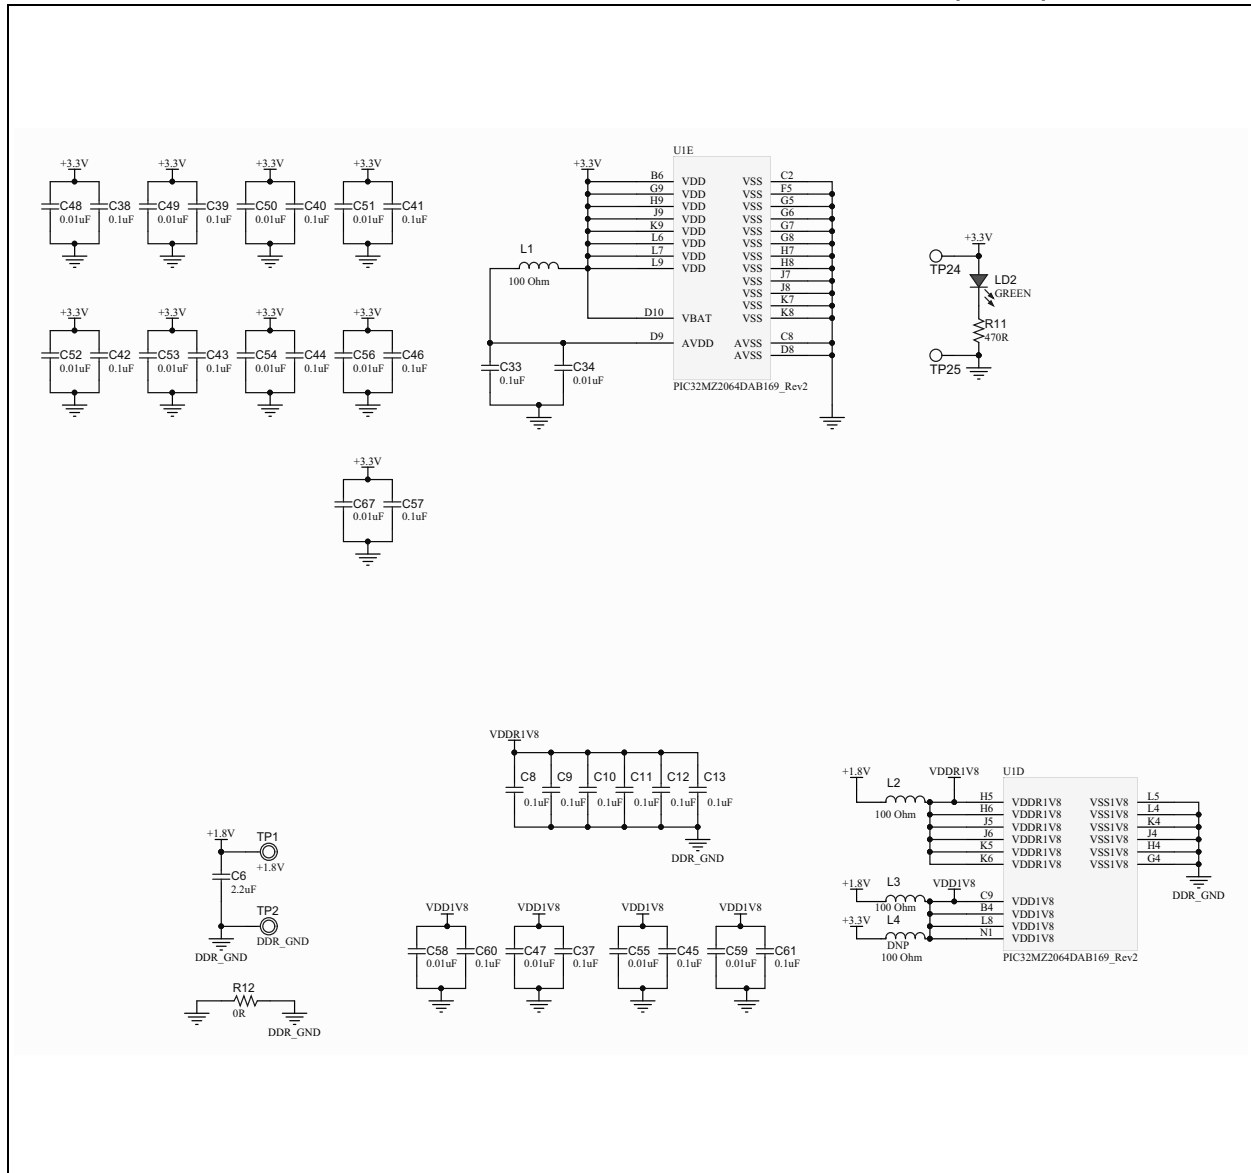 +3.3V +3.3V +3.3V +3.3V
C48 C38 C49 C39 C50 C40 C51 C41
0.01uF 0.1uF 0.01uF 0.1uF 0.01uF 0.1uF 0.01uF 0.1uF
+3.3V +3.3V +3.3V +3.3V
C52 C42 C53 C43 C54 C44 C56 C46
0.01uF 0.1uF 0.01uF 0.1uF 0.01uF 0.1uF 0.01uF 0.1uF
+3.3V
C67 C57
0.01uF 0.1uF
U1E
+3.3V
B6 VDD VSS C2
G9 VDD VSS F5
H9 VDD VSS G5
J9 VDD VSS G6
K9 VDD VSS G7
L6 VDD VSS G8
L7 VDD VSS H7
L9 VDD VSS H8
VSS J7
VSS J8
VSS K7
D10 VBAT VSS K8
D9 AVDD AVSS C8
AVSS D8
L1
100 Ohm
C33 C34
0.1uF 0.01uF
PIC32MZ2064DAB169_Rev2
+3.3V
TP24
LD2
GREEN
R11
470R
TP25
VDDR1V8
C8 C9 C10 C11 C12 C13
0.1uF 0.1uF 0.1uF 0.1uF 0.1uF 0.1uF
DDR_GND
+1.8V TP1
+1.8V
C6
2.2uF
TP2
DDR_GND
DDR_GND
R12
0R
DDR_GND
VDD1V8 VDD1V8 VDD1V8 VDD1V8
C58 C60 C47 C37 C55 C45 C59 C61
0.01uF 0.1uF 0.01uF 0.1uF 0.01uF 0.1uF 0.01uF 0.1uF
+1.8V L2 VDDR1V8 U1D
100 Ohm
H5 VDDR1V8 VSS1V8 L5
H6 VDDR1V8 VSS1V8 L4
J5 VDDR1V8 VSS1V8 K4
J6 VDDR1V8 VSS1V8 J4
K5 VDDR1V8 VSS1V8 H4
K6 VDDR1V8 VSS1V8 G4
DDR_GND
+1.8V L3 VDD1V8
100 Ohm
C9 VDD1V8
B4 VDD1V8
L8 VDD1V8
N1 VDD1V8
+3.3V L4
DNP
100 Ohm
PIC32MZ2064DAB169_Rev2